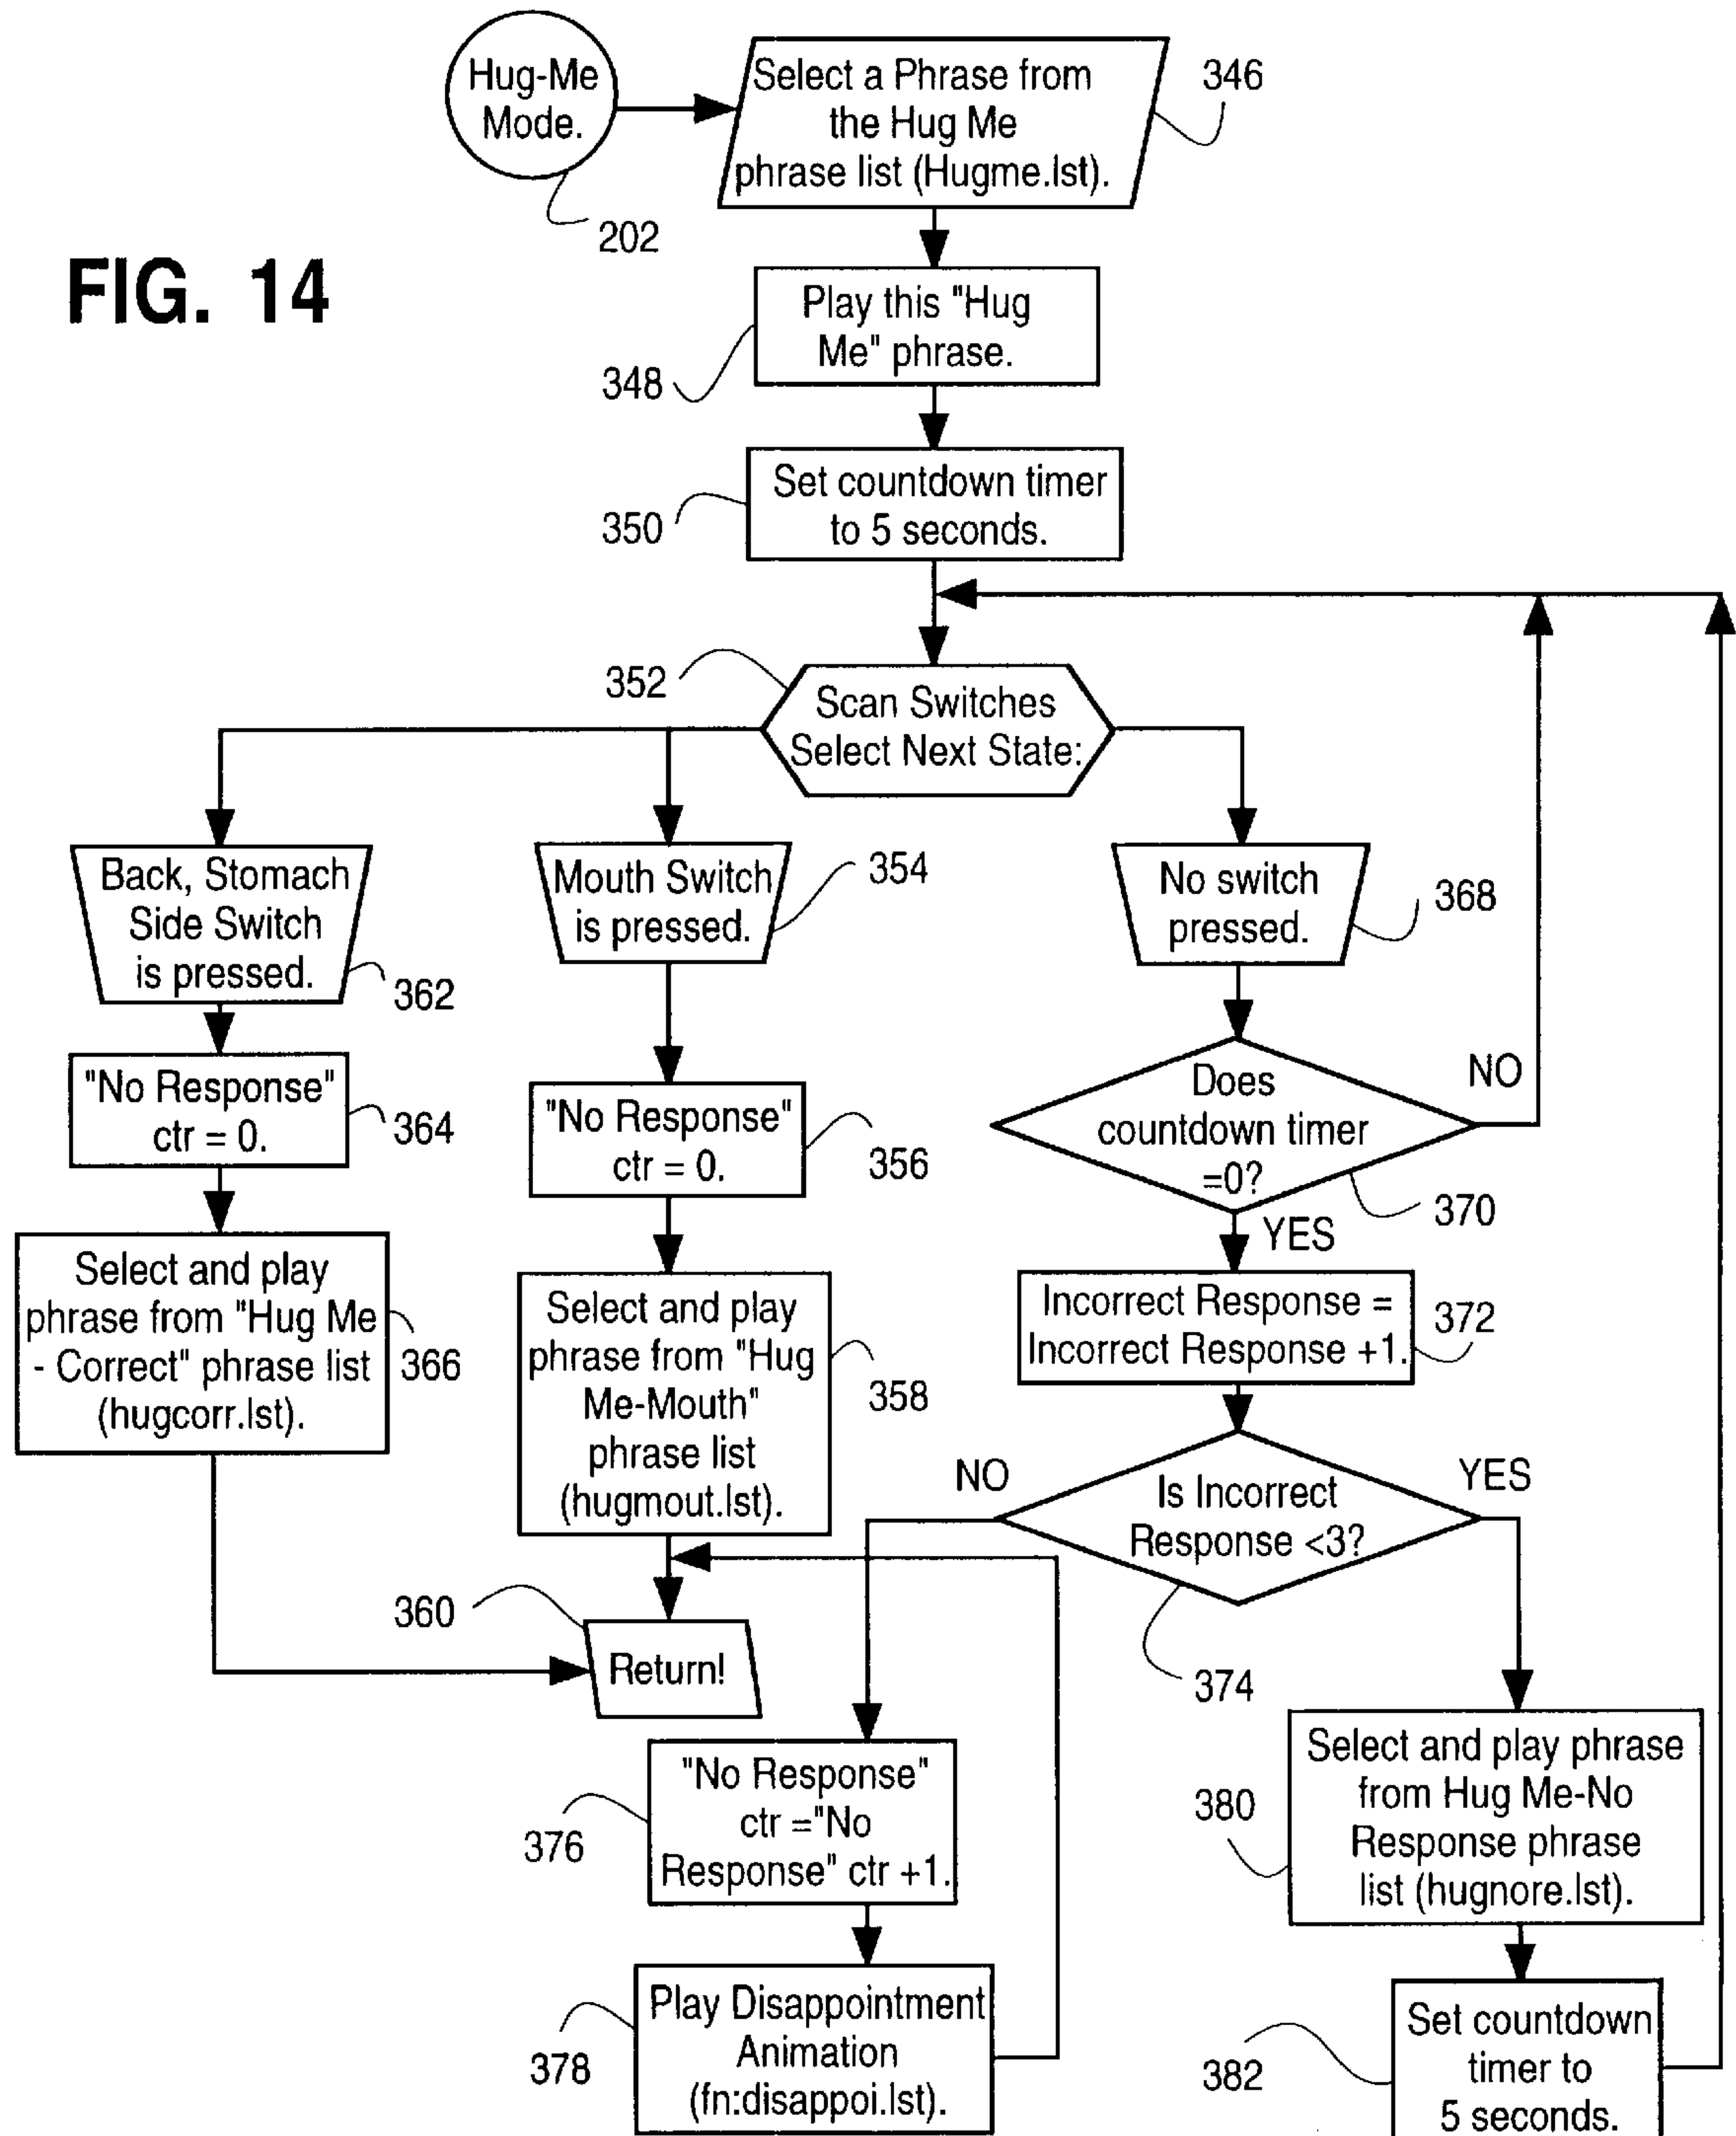 Hug-Me
Mode.
202
Select a Phrase from
the Hug Me
phrase list (Hugme.lst).
346
FIG. 14
Play this "Hug
Me" phrase.
348
Set countdown timer
to 5 seconds.
350
352
Scan Switches
Select Next State:
Back, Stomach
Side Switch
is pressed.
362
Mouth Switch
is pressed.
354
No switch
pressed.
368
"No Response"
ctr = 0.
364
"No Response"
ctr = 0.
356
Does
countdown timer
=0?
NO
370
YES
Select and play
phrase from "Hug Me
- Correct" phrase list
(hugcorr.lst).
366
Select and play
phrase from "Hug
Me-Mouth"
phrase list
(hugmout.lst).
358
Incorrect Response =
Incorrect Response +1.
372
NO
Is Incorrect
Response <3?
YES
374
360
Return!
"No Response"
ctr ="No
Response" ctr +1.
376
Select and play phrase
from Hug Me-No
Response phrase
list (hugnore.lst).
380
Play Disappointment
Animation
(fn:disappoi.lst).
378
Set countdown
timer to
5 seconds.
382